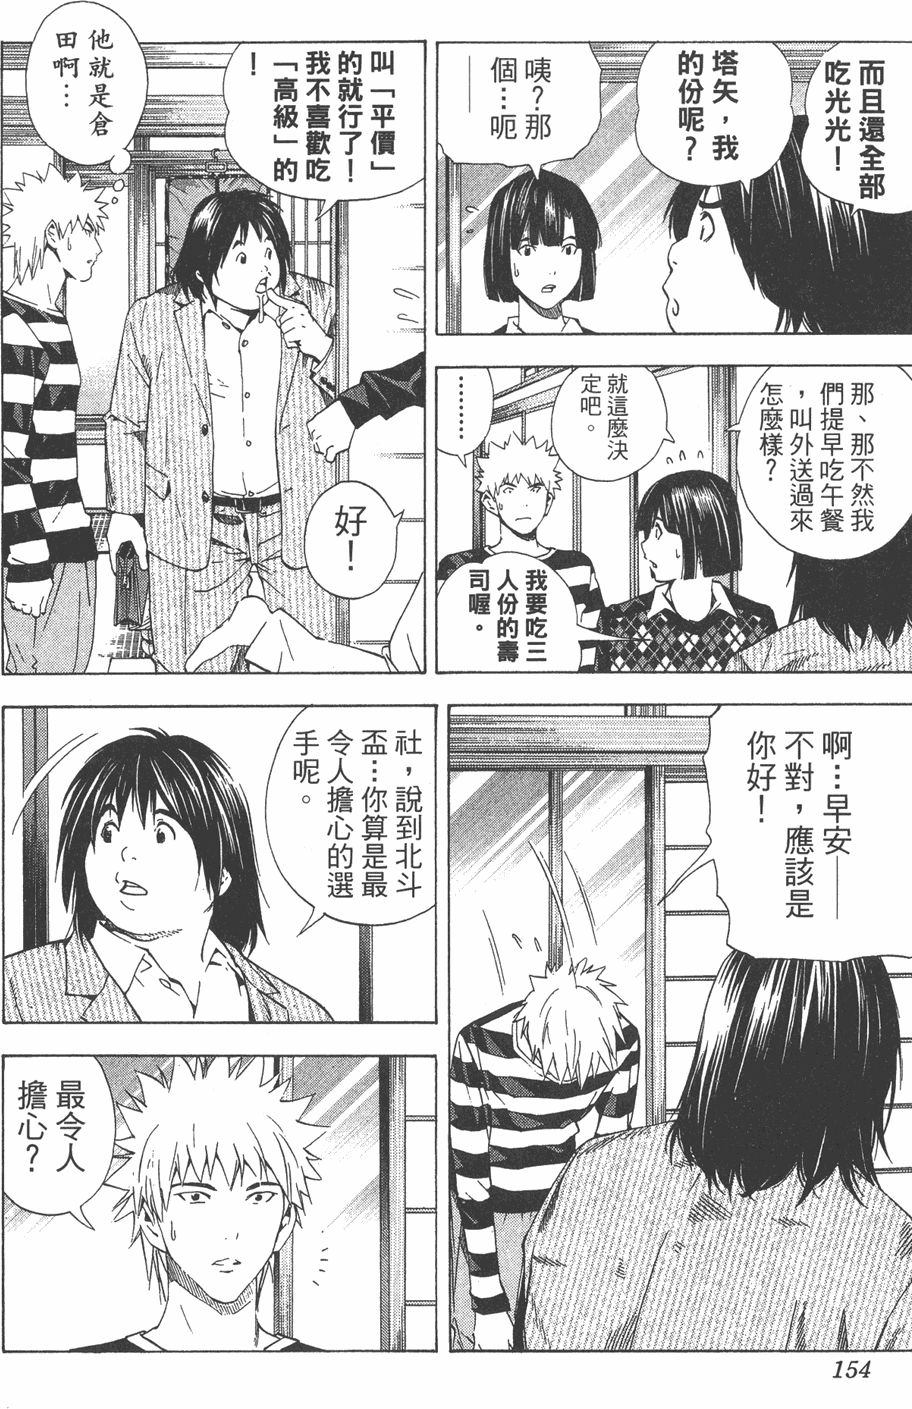 而且還全部
吃光光！
塔矢，我
的份呢？
咦？那
個…呃
——
那、那不然我
們提早吃午餐
，叫外送過來
怎麼樣？
就這麼決
定吧。
………
我要吃三
人份的壽
司喔。
叫「平價」
的就行了！
我不喜歡吃
「高級」的
！
他就是倉
田啊…
好！
啊…早安——
不對，應該是
你好！
社，說到北斗
盃…你算是最
令人擔心的選
手呢。
最令人
擔心？
154